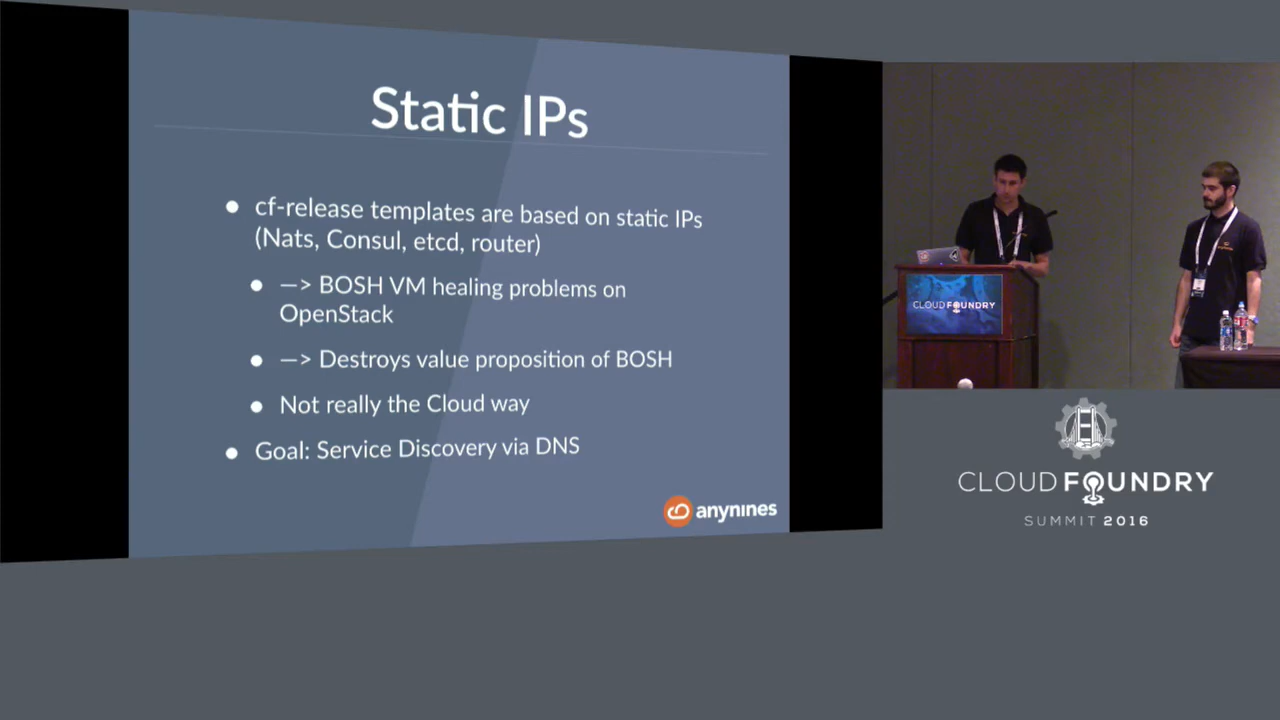 Static IPs
● cf-release templates are based on static IPs
(Nats, Consul, etcd, router)
● —> BOSH VM healing problems on
OpenStack
● —> Destroys value proposition of BOSH
● Not really the Cloud way
● Goal: Service Discovery via DNS
anynines
CLOUD FOUNDRY
CLOUD FOUNDRY
SUMMIT 2016